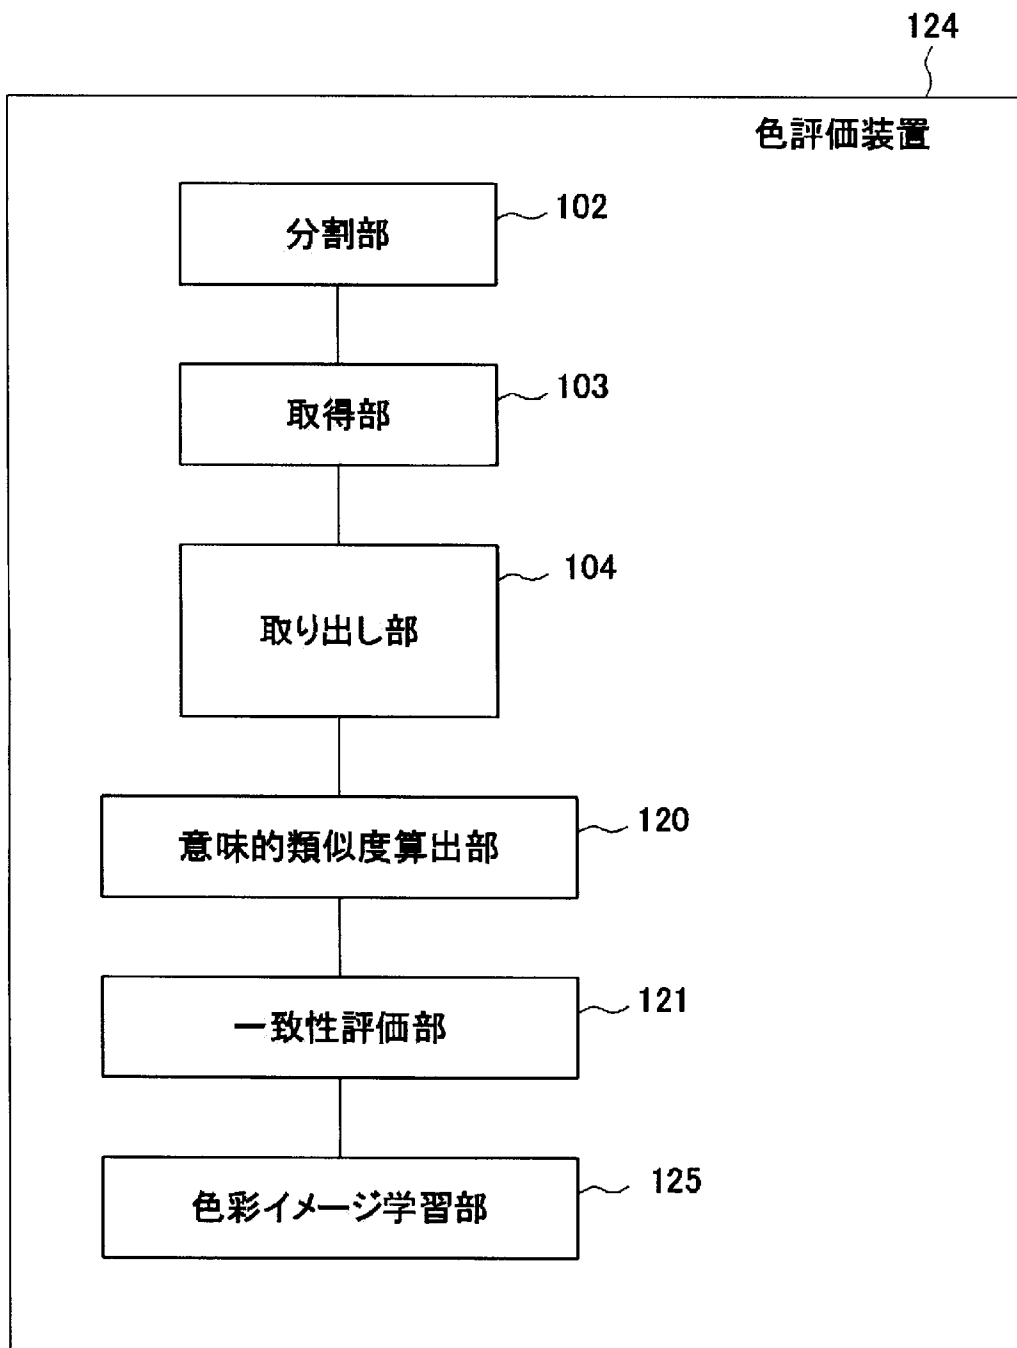 124
色評価装置
102
分割部
103
取得部
104
取り出し部
120
意味的類似度算出部
121
一致性評価部
125
色彩イメージ学習部